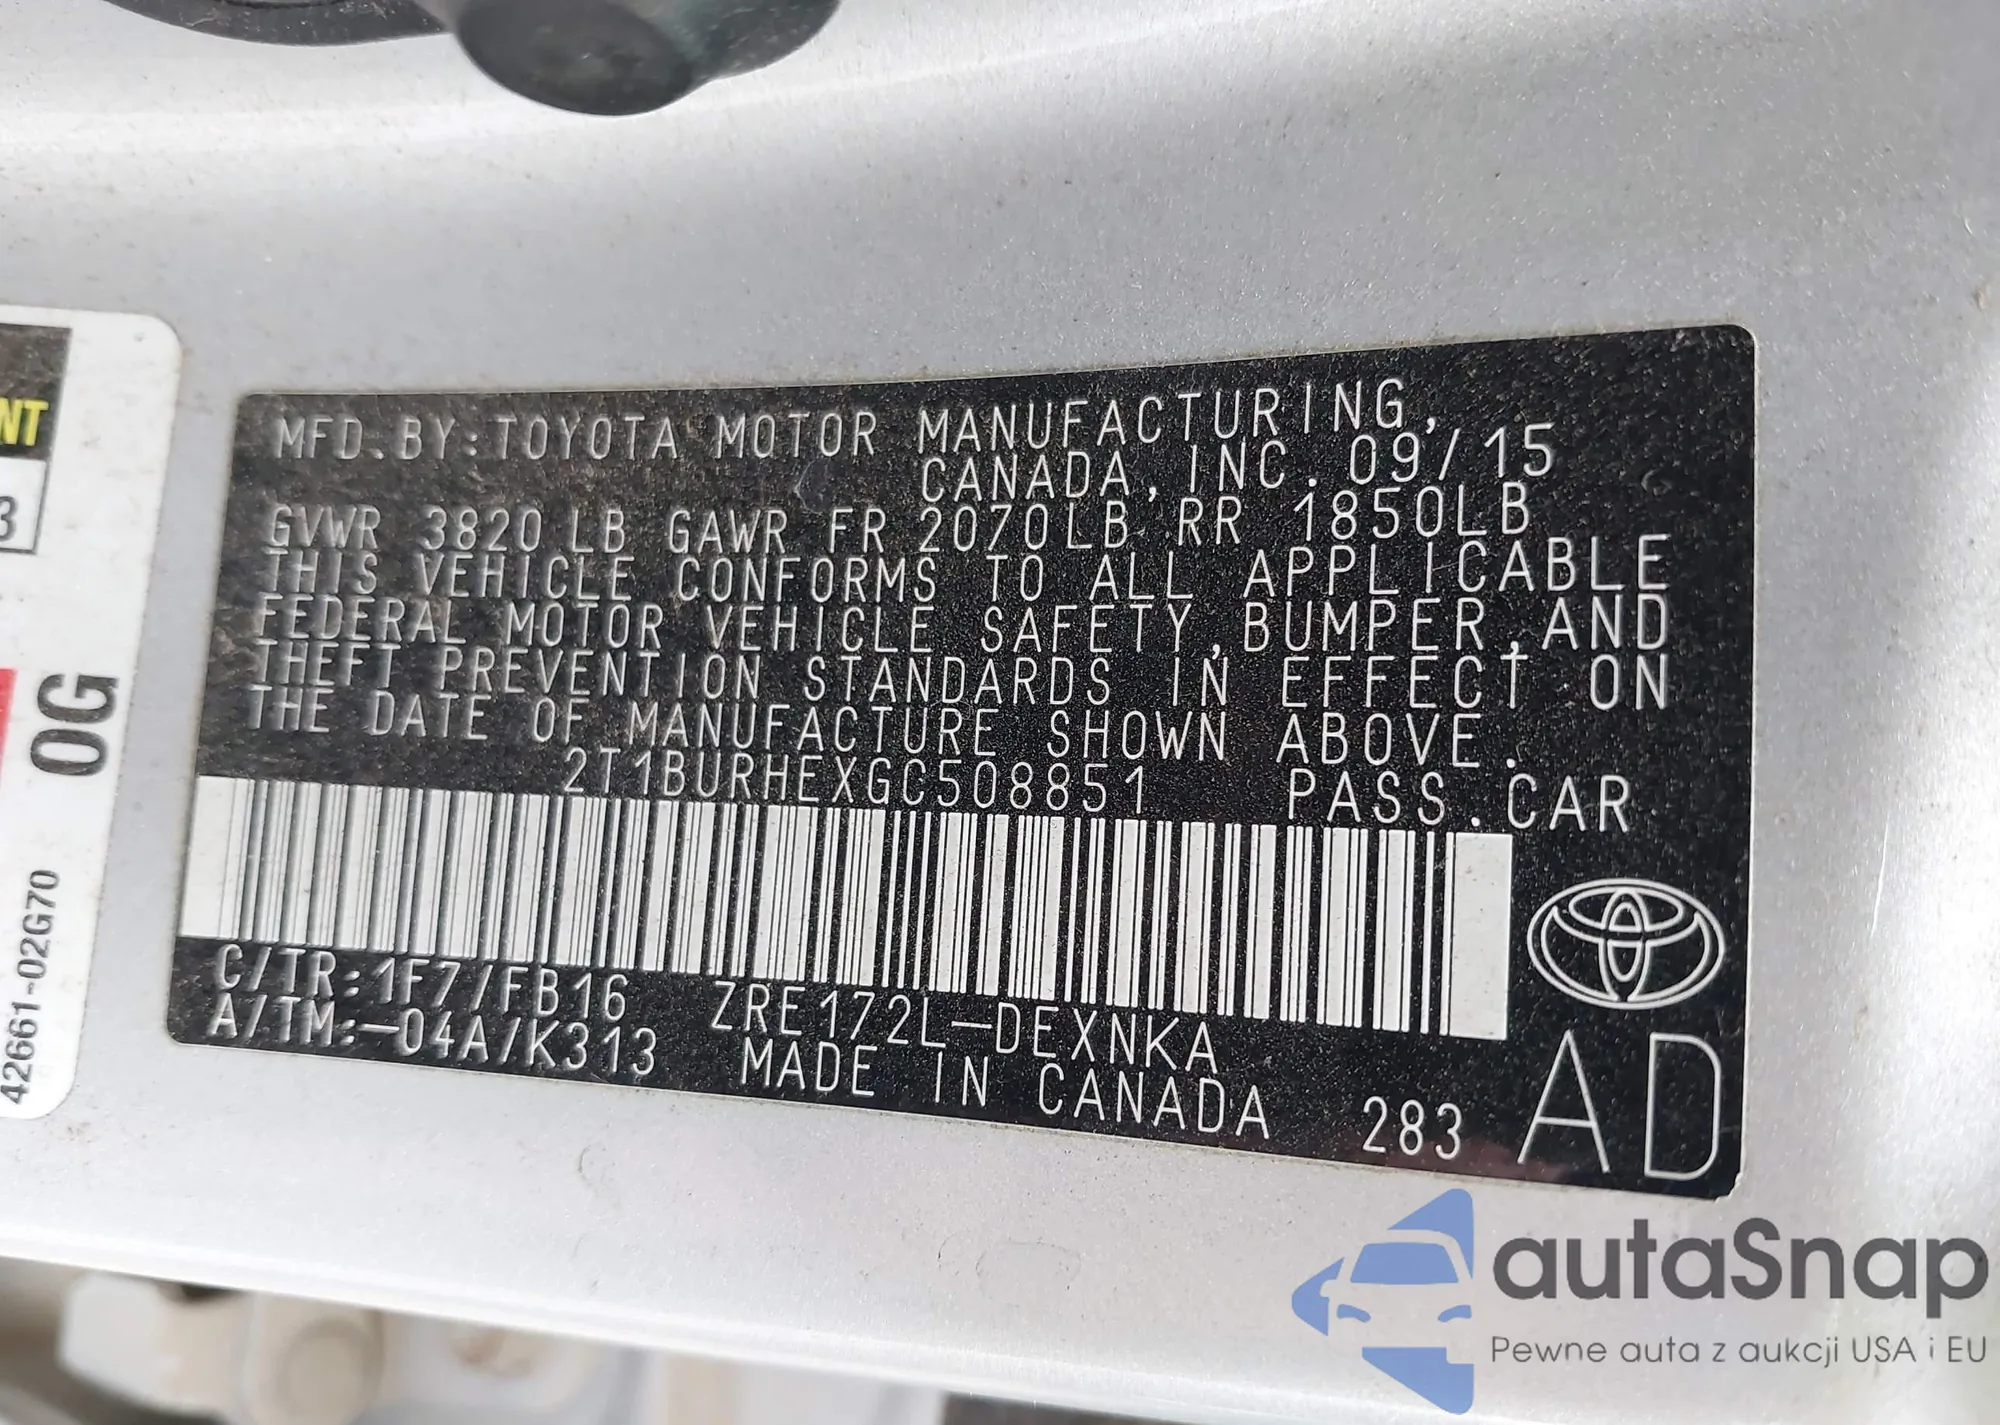 MFD.BY:TOYOTA MOTOR MANUFACTURING,
CANADA, INC. 09/15
GVWR 3820 LB GAWR FR 2070LB RR 1850LB
THIS VEHICLE CONFORMS TO ALL APPLICABLE
FEDERAL MOTOR VEHICLE SAFETY,BUMPER,AND
THEFT PREVENTION STANDARDS IN EFFECT ON
THE DATE OF MANUFACTURE SHOWN ABOVE.
2T1BURHEXGC508851 PASS.CAR
C/TR:1F7/FB16 ZRE172L-DEXNKA
A/TM:-04A/K313 MADE IN CANADA 283 AD
NT
3
0G
42661-02G70
autoSnap
Pewne auta z aukcji USA i EU